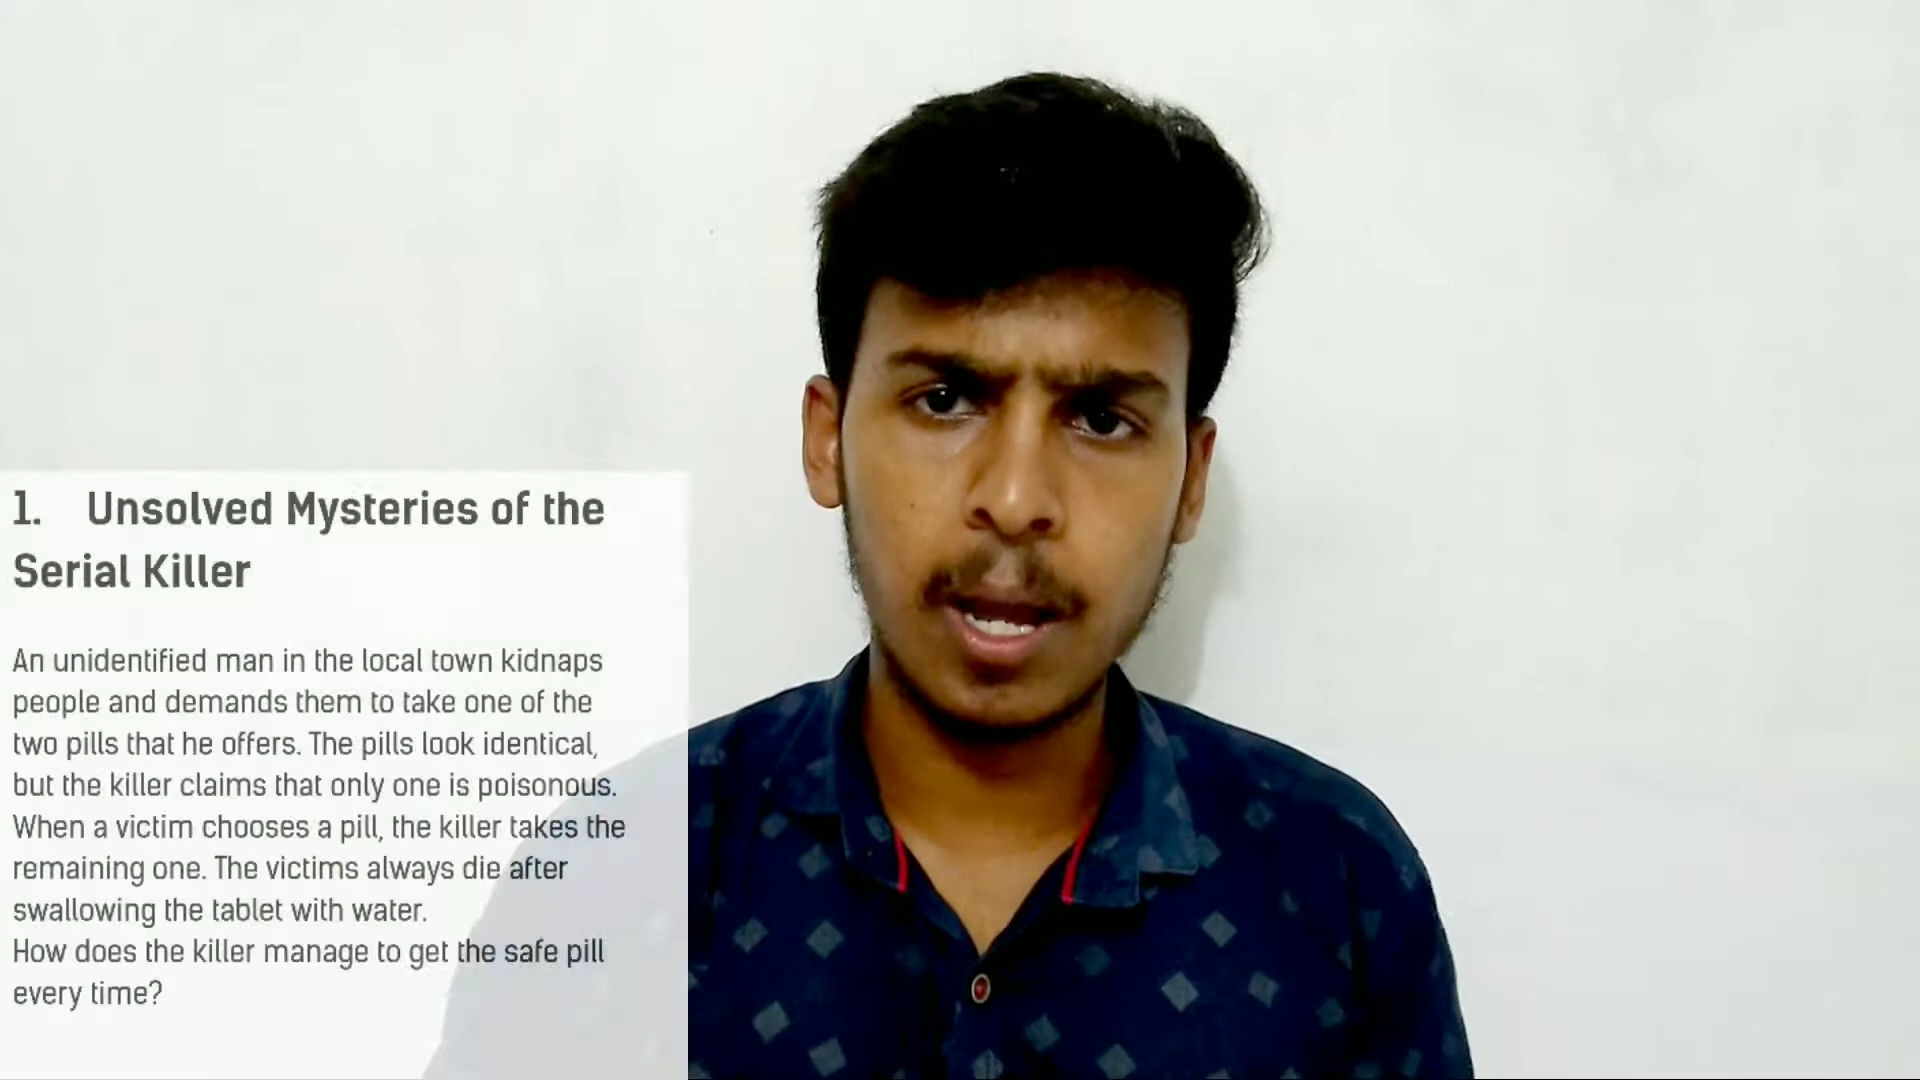 1. Unsolved Mysteries of the
Serial Killer
An unidentified man in the local town kidnaps
people and demands them to take one of the
two pills that he offers. The pills look identical,
but the killer claims that only one is poisonous.
When a victim chooses a pill, the killer takes the
remaining one. The victims always die after
swallowing the tablet with water.
How does the killer manage to get the safe pill
every time?